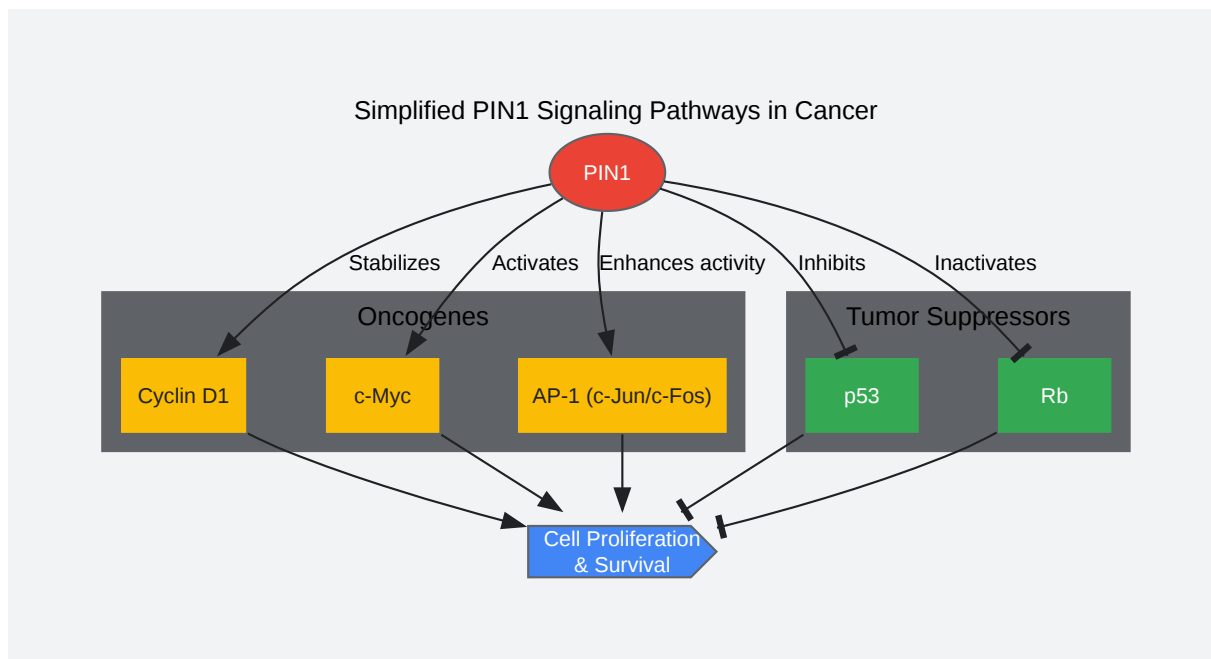 Simplified PIN1 Signaling Pathways in Cancer
PIN1
Stabilizes
Activates
Enhances activity
Inhibits
Inactivates
Oncogenes
Tumor Suppressors
Cyclin D1
c-Myc
AP-1 (c-Jun/c-Fos)
p53
Rb
Cell Proliferation
& Survival